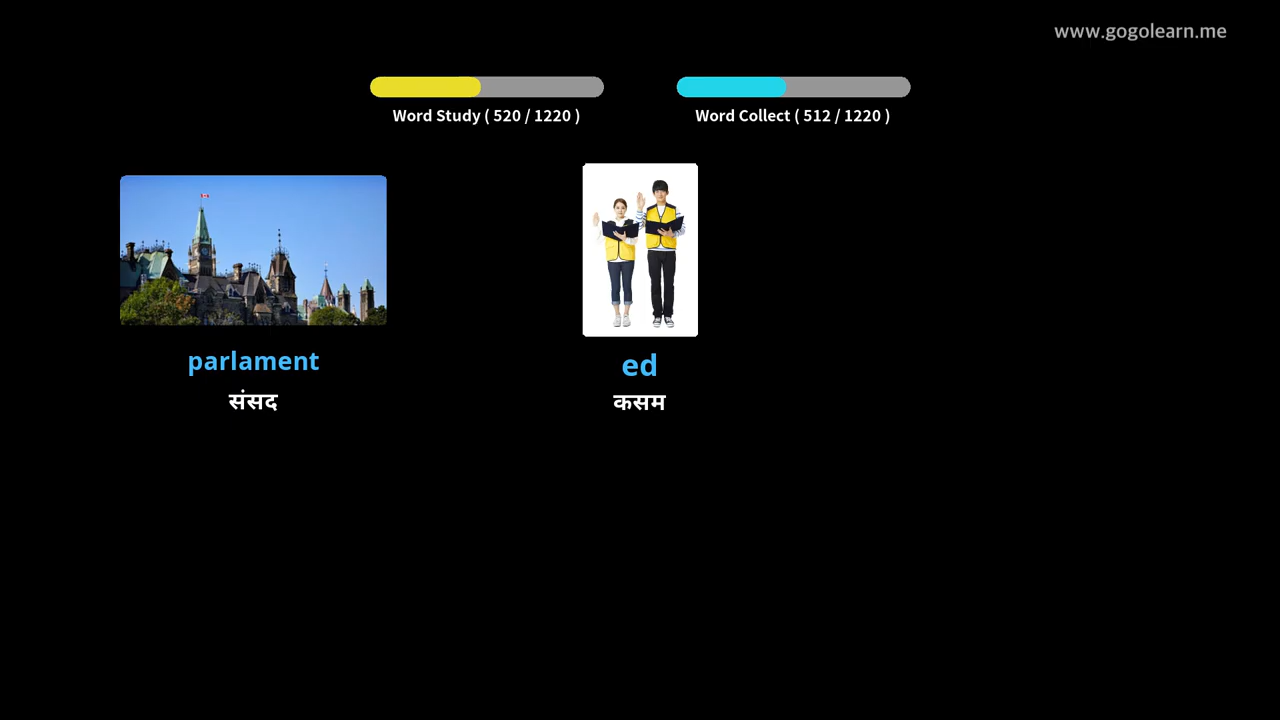 www.gogolearn.me
Word Study ( 520 / 1220 )
Word Collect ( 512 / 1220 )
parlament
संसद
ed
कसम